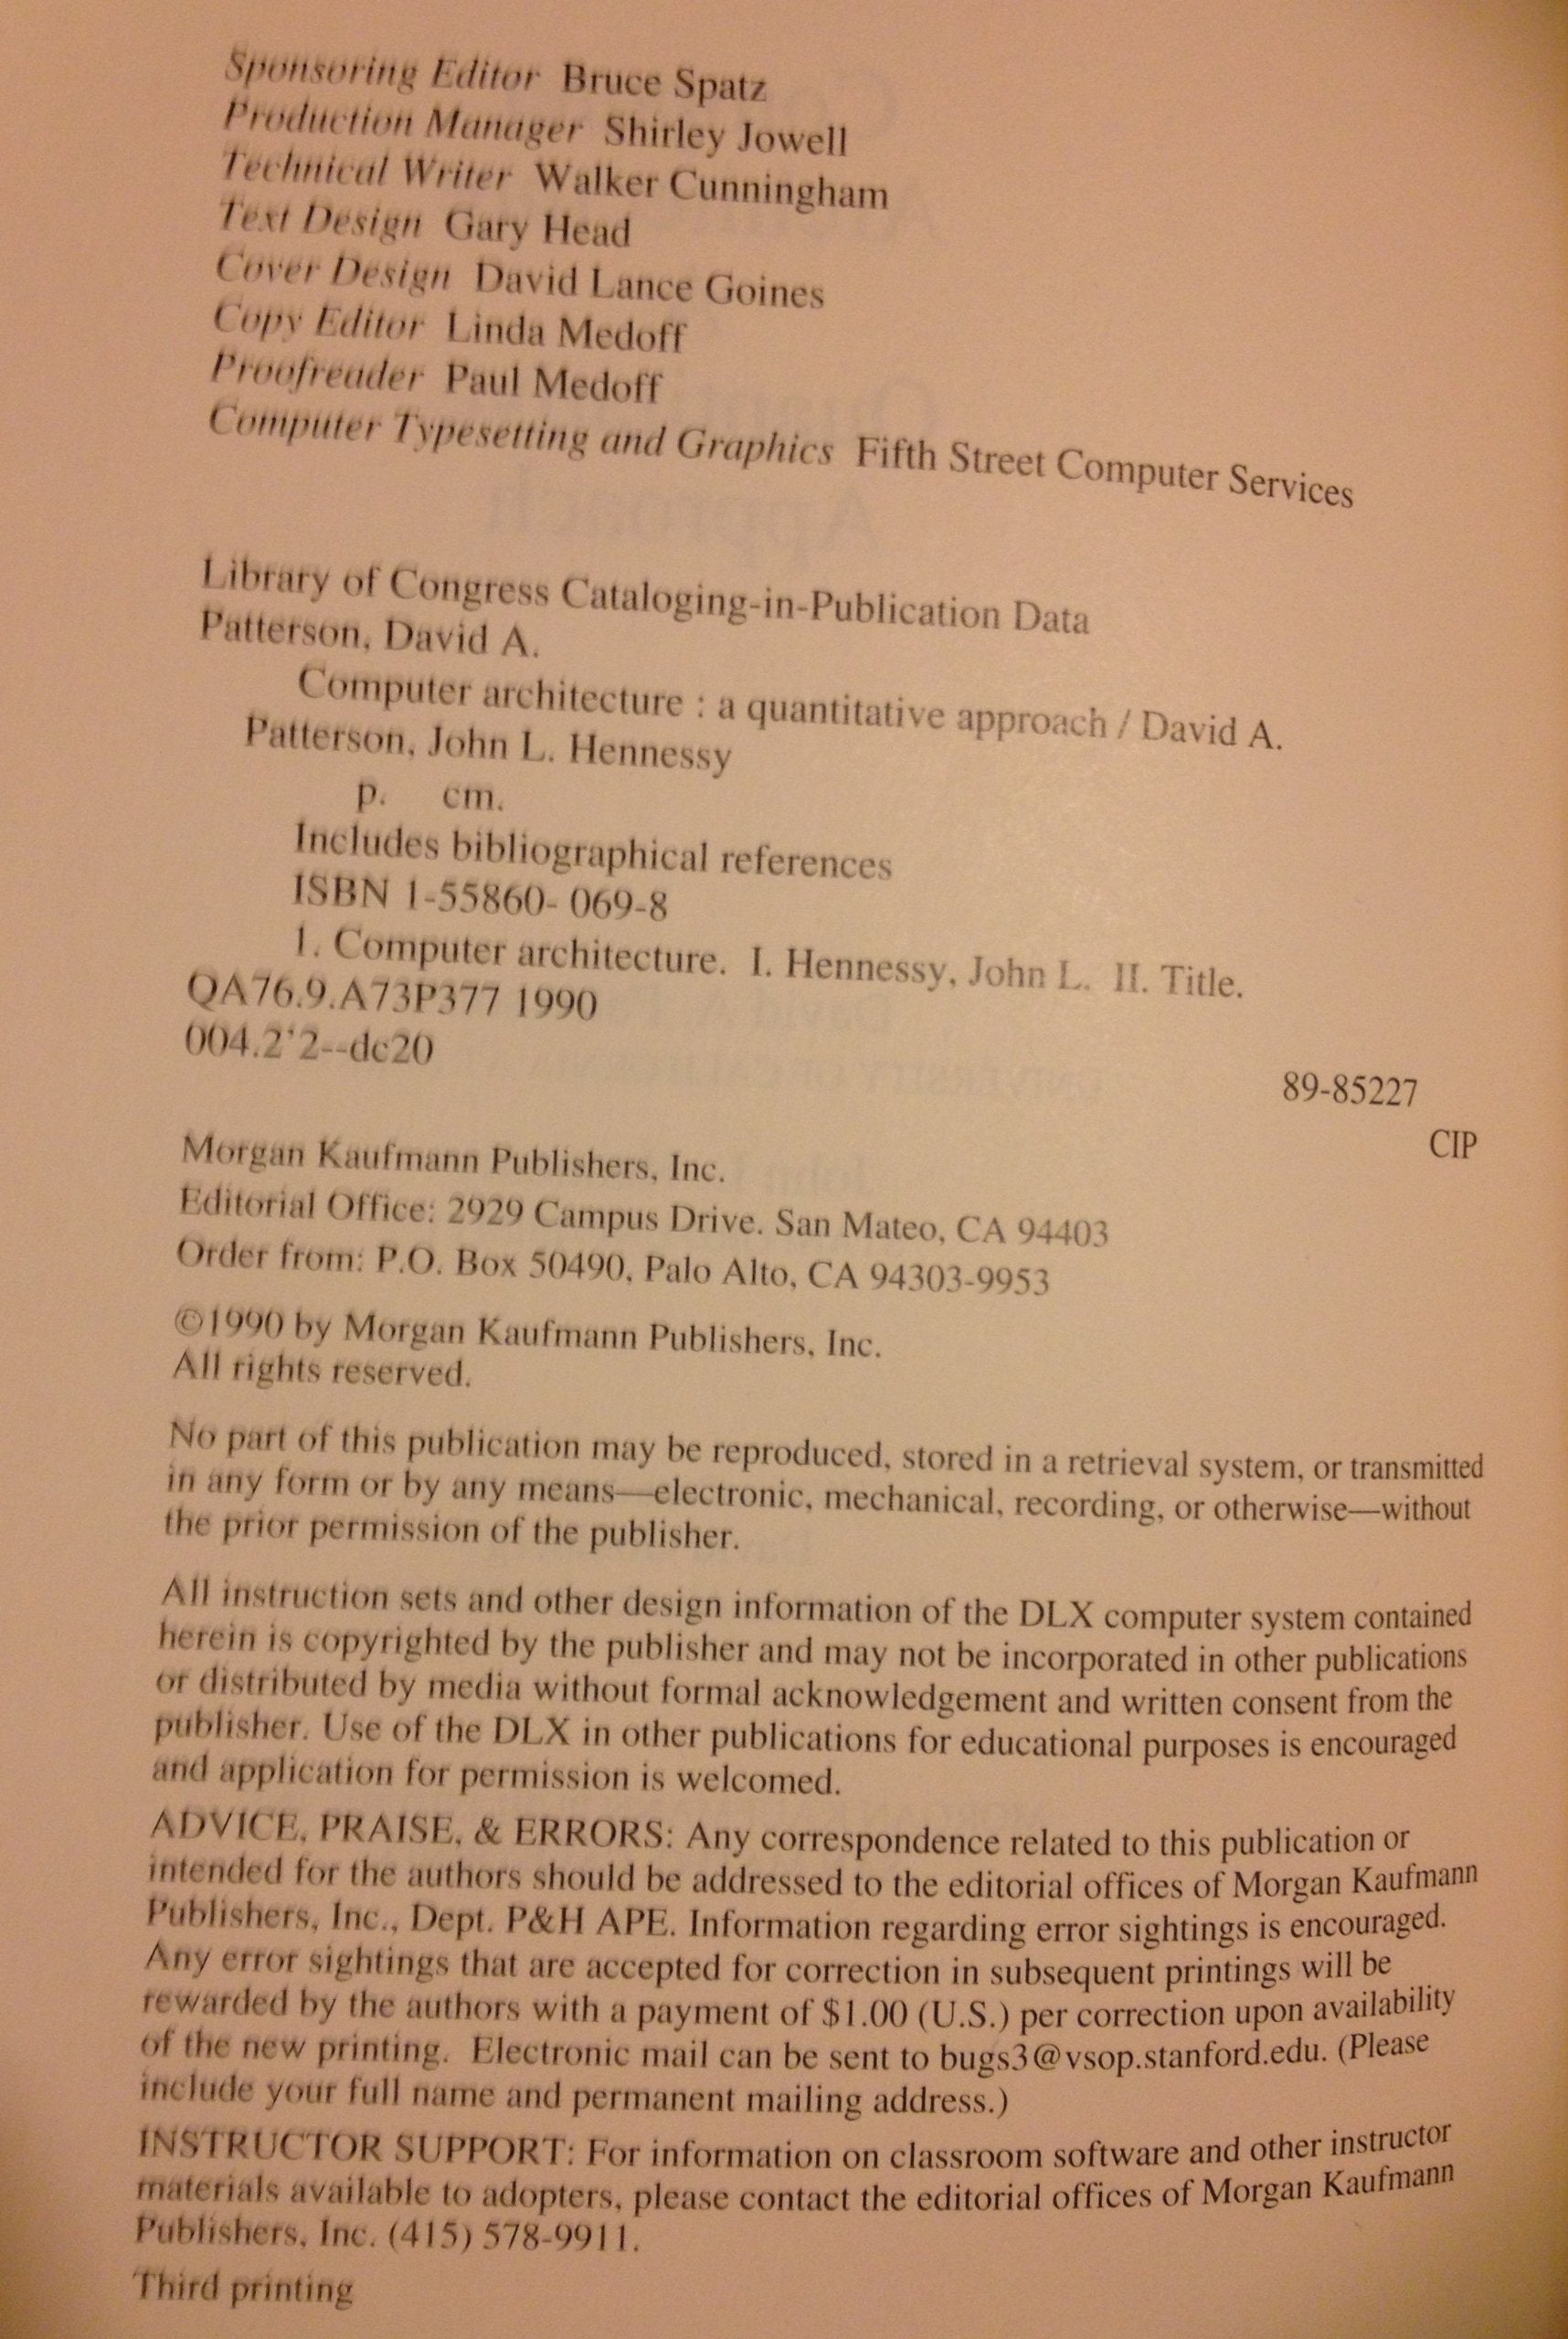 Sponsoring Editor Bruce Spatz
Production Manager Shirley Jowell
Technical Writer Walker Cunningham
Text Design Gary Head
Cover Design David Lance Goines
Copy Editor Linda Medoff
Proofreader Paul Medoff
Computer Typesetting and Graphics Fifth Street Computer Services
Library of Congress Cataloging-in-Publication Data
Patterson, David A.
Computer architecture : a quantitative approach / David A.
Patterson, John L. Hennessy
p. cm.
Includes bibliographical references
ISBN 1-55860- 069-8
1. Computer architecture. I. Hennessy, John L. II. Title.
QA76.9.A73P377 1990
004.2'2--dc20
89-85227
CIP
Morgan Kaufmann Publishers, Inc.
Editorial Office: 2929 Campus Drive. San Mateo, CA 94403
Order from: P.O. Box 50490, Palo Alto, CA 94303-9953
©1990 by Morgan Kaufmann Publishers, Inc.
All rights reserved.
No part of this publication may be reproduced, stored in a retrieval system, or transmitted
in any form or by any means—electronic, mechanical, recording, or otherwise—without
the prior permission of the publisher.
All instruction sets and other design information of the DLX computer system contained
herein is copyrighted by the publisher and may not be incorporated in other publications
or distributed by media without formal acknowledgement and written consent from the
publisher. Use of the DLX in other publications for educational purposes is encouraged
and application for permission is welcomed.
ADVICE, PRAISE, & ERRORS: Any correspondence related to this publication or
intended for the authors should be addressed to the editorial offices of Morgan Kaufmann
Publishers, Inc., Dept. P&H APE. Information regarding error sightings is encouraged.
Any error sightings that are accepted for correction in subsequent printings will be
rewarded by the authors with a payment of $1.00 (U.S.) per correction upon availability
of the new printing. Electronic mail can be sent to bugs3@vsop.stanford.edu. (Please
include your full name and permanent mailing address.)
INSTRUCTOR SUPPORT: For information on classroom software and other instructor
materials available to adopters, please contact the editorial offices of Morgan Kaufmann
Publishers, Inc. (415) 578-9911.
Third printing